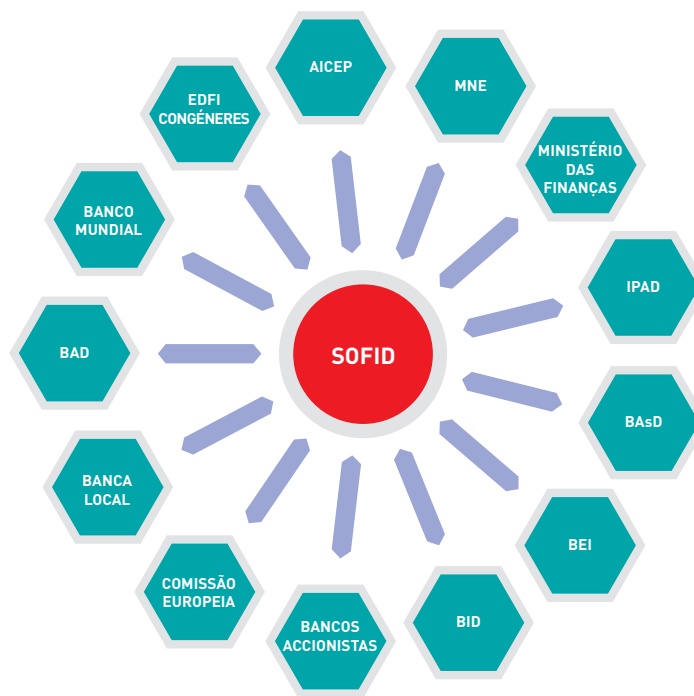 AICEP
MNE
EDFI
CONGÉNERES
MINISTÉRIO
DAS
FINANÇAS
BANCO
MUNDIAL
IPAD
SOFID
BAD
BAsD
BANCA
LOCAL
BEI
COMISSÃO
EUROPEIA
BID
BANCOS
ACCIONISTAS